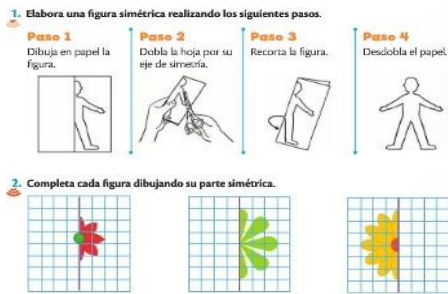 1. Elabora una figura simétrica realizando los siguientes pasos.
Paso 1
Dibuja en papel la
figura.
Paso 2
Dobla la hoja por su
eje de simetría.
Paso 3
Recorta la figura.
Paso 4
Desdobla el papel.
2. Completa cada figura dibujando su parte simétrica.